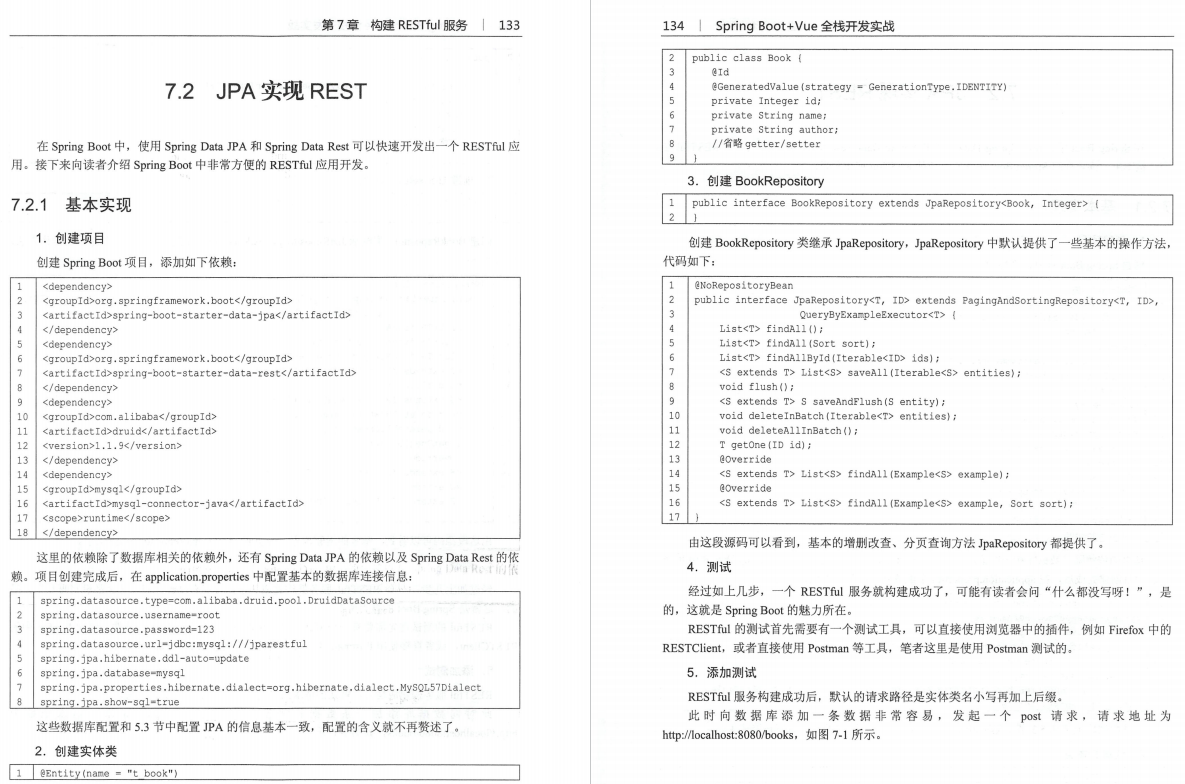 第7章 构建 RESTful 服务 | 133
7.2 JPA 实现 REST
在 Spring Boot 中，使用 Spring Data JPA 和 Spring Data Rest 可以快速开发出一个 RESTful 应
用。接下来向读者介绍 Spring Boot 中非常方便的 RESTful 应用开发。
7.2.1 基本实现
1．创建项目
创建 Spring Boot 项目，添加如下依赖：
1 <dependency>
2 <groupId>org.springframework.boot</groupId>
3 <artifactId>spring-boot-starter-data-jpa</artifactId>
4 </dependency>
5 <dependency>
6 <groupId>org.springframework.boot</groupId>
7 <artifactId>spring-boot-starter-data-rest</artifactId>
8 </dependency>
9 <dependency>
10 <groupId>com.alibaba</groupId>
11 <artifactId>druid</artifactId>
12 <version>1.1.9</version>
13 </dependency>
14 <dependency>
15 <groupId>mysql</groupId>
16 <artifactId>mysql-connector-java</artifactId>
17 <scope>runtime</scope>
18 </dependency>
这里的依赖除了数据库相关的依赖外，还有 Spring Data JPA 的依赖以及 Spring Data Rest 的依
赖。项目创建完成后，在 application.properties 中配置基本的数据库连接信息：
1 spring.datasource.type=com.alibaba.druid.pool.DruidDataSource
2 spring.datasource.username=root
3 spring.datasource.password=123
4 spring.datasource.url=jdbc:mysql:///jparestful
5 spring.jpa.hibernate.ddl-auto=update
6 spring.jpa.database=mysql
7 spring.jpa.properties.hibernate.dialect=org.hibernate.dialect.MySQL57Dialect
8 spring.jpa.show-sql=true
这些数据库配置和 5.3 节中配置 JPA 的信息基本一致，配置的含义就不再赘述了。
2．创建实体类
1 @Entity(name = "t_book")
134 | Spring Boot+Vue 全栈开发实战
2 public class Book {
3 @Id
4 @GeneratedValue(strategy = GenerationType.IDENTITY)
5 private Integer id;
6 private String name;
7 private String author;
8 //省略 getter/setter
9 }
3．创建 BookRepository
1 public interface BookRepository extends JpaRepository<Book, Integer> {
2 }
创建 BookRepository 类继承 JpaRepository，JpaRepository 中默认提供了一些基本的操作方法，
代码如下：
1 @NoRepositoryBean
2 public interface JpaRepository<T, ID> extends PagingAndSortingRepository<T, ID>,
3 QueryByExampleExecutor<T> {
4 List<T> findAll();
5 List<T> findAll(Sort sort);
6 List<T> findAllById(Iterable<ID> ids);
7 <S extends T> List<S> saveAll(Iterable<S> entities);
8 void flush();
9 <S extends T> S saveAndFlush(S entity);
10 void deleteInBatch(Iterable<T> entities);
11 void deleteAllInBatch();
12 T getOne(ID id);
13 @Override
14 <S extends T> List<S> findAll(Example<S> example);
15 @Override
16 <S extends T> List<S> findAll(Example<S> example, Sort sort);
17 }
由这段源码可以看到，基本的增删改查、分页查询方法 JpaRepository 都提供了。
4．测试
经过如上几步，一个 RESTful 服务就构建成功了，可能有读者会问“什么都没写呀！”，是
的，这就是 Spring Boot 的魅力所在。
RESTful 的测试首先需要有一个测试工具，可以直接使用浏览器中的插件，例如 Firefox 中的
RESTClient，或者直接使用 Postman 等工具，笔者这里是使用 Postman 测试的。
5．添加测试
RESTful 服务构建成功后，默认的请求路径是实体类名小写再加上后缀。
此时向数据库添加一条数据非常容易，发起一个 post 请求，请求地址为
http://localhost:8080/books，如图 7-1 所示。